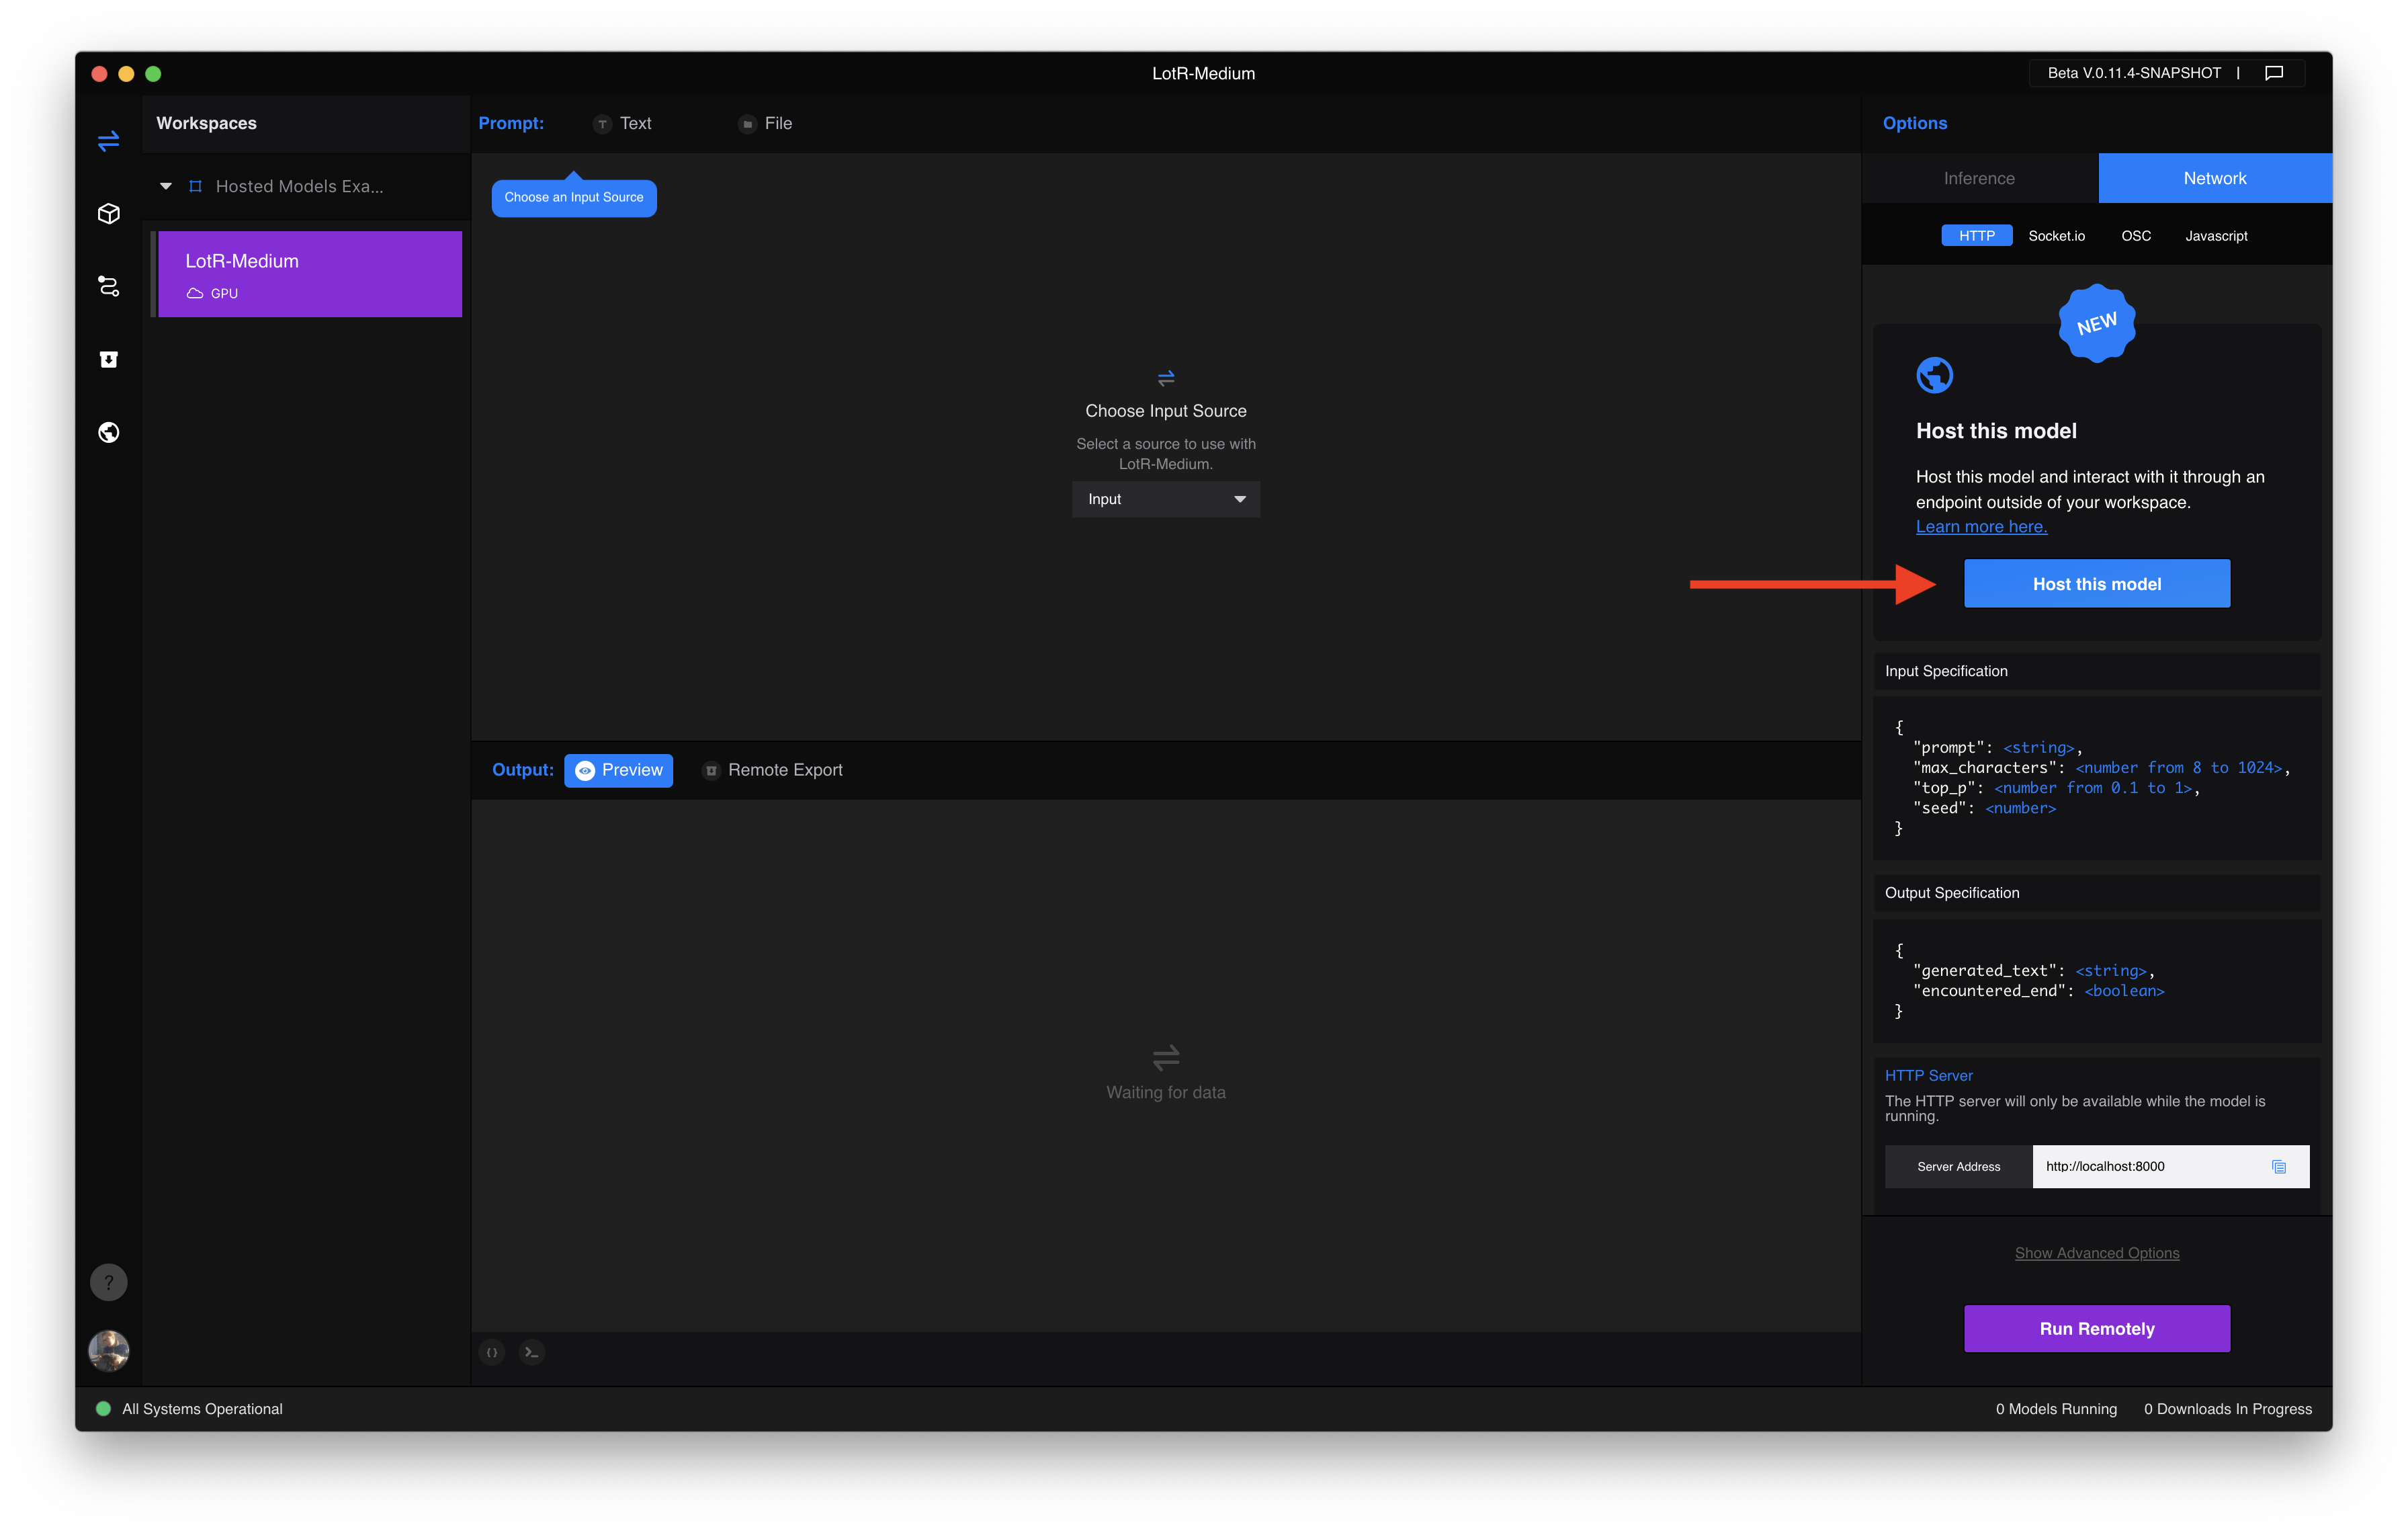 LotR-Medium
Beta V.0.11.4-SNAPSHOT |
Workspaces
Hosted Models Exa...
LotR-Medium
GPU
Prompt:
T Text
File
Choose an Input Source
Choose Input Source
Select a source to use with
LotR-Medium.
Input
Output:
Preview
Remote Export
Waiting for data
{}
>_
Options
Inference
Network
HTTP
Socket.io
OSC
Javascript
NEW
Host this model
Host this model and interact with it through an
endpoint outside of your workspace.
Learn more here.
Host this model
Input Specification
{
"prompt": <string>,
"max_characters": <number from 8 to 1024>,
"top_p": <number from 0.1 to 1>,
"seed": <number>
}
Output Specification
{
"generated_text": <string>,
"encountered_end": <boolean>
}
HTTP Server
The HTTP server will only be available while the model is
running.
Server Address
http://localhost:8000
Show Advanced Options
Run Remotely
?
All Systems Operational
0 Models Running
0 Downloads In Progress